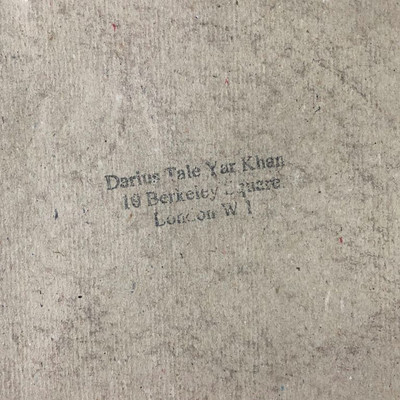 Darius Tale Yar Khan
10 Berkeley Square
London W 1